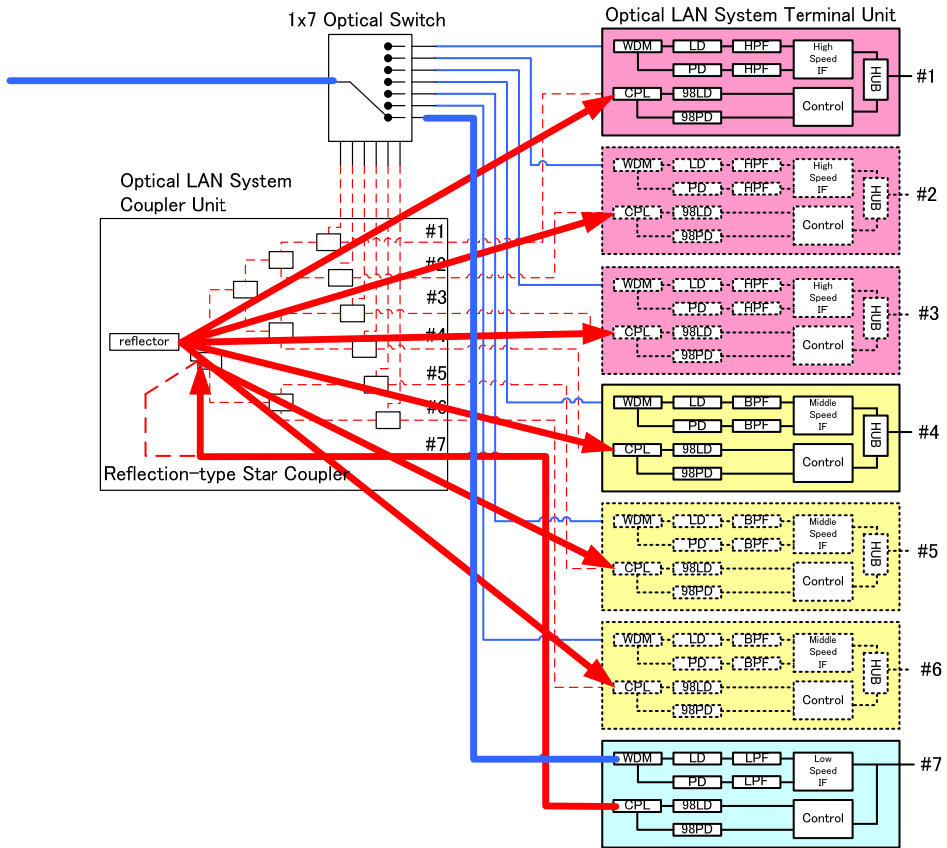 1x7 Optical Switch
Optical LAN System Terminal Unit
WDM LD HPF High Speed IF
PD HPF
HUB
#1
CPL 98LD Control
98PD
WDM LD HPF High Speed IF
PD HPF
HUB
#2
CPL 98LD Control
98PD
WDM LD HPF High Speed IF
PD HPF
HUB
#3
CPL 98LD Control
98PD
WDM LD BPF Middle Speed IF
PD BPF
HUB
#4
CPL 98LD Control
98PD
WDM LD BPF Middle Speed IF
PD BPF
HUB
#5
CPL 98LD Control
98PD
WDM LD BPF Middle Speed IF
PD BPF
HUB
#6
CPL 98LD Control
98PD
WDM LD LPF Low Speed IF
PD LPF
#7
CPL 98LD Control
98PD
Optical LAN System
Coupler Unit
#1
#2
#3
#4
#5
#6
#7
reflector
Reflection-type Star Coupler